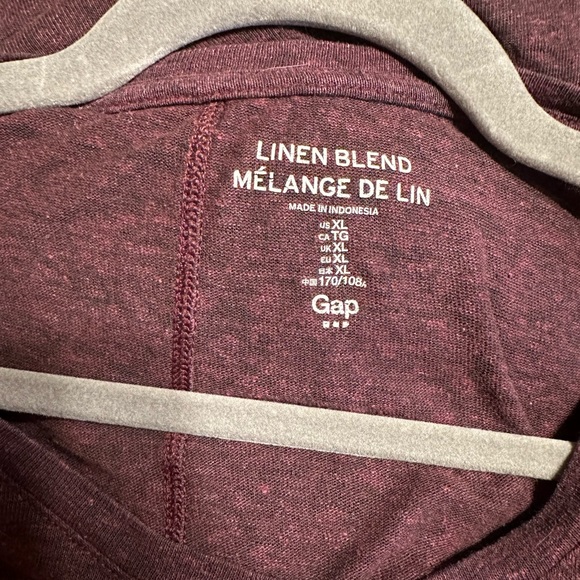 LINEN BLEND
MÉLANGE DE LIN
MADE IN INDONESIA
US XL
CA TG
UK XL
EU XL
日本 XL
中国 170/108A
Gap